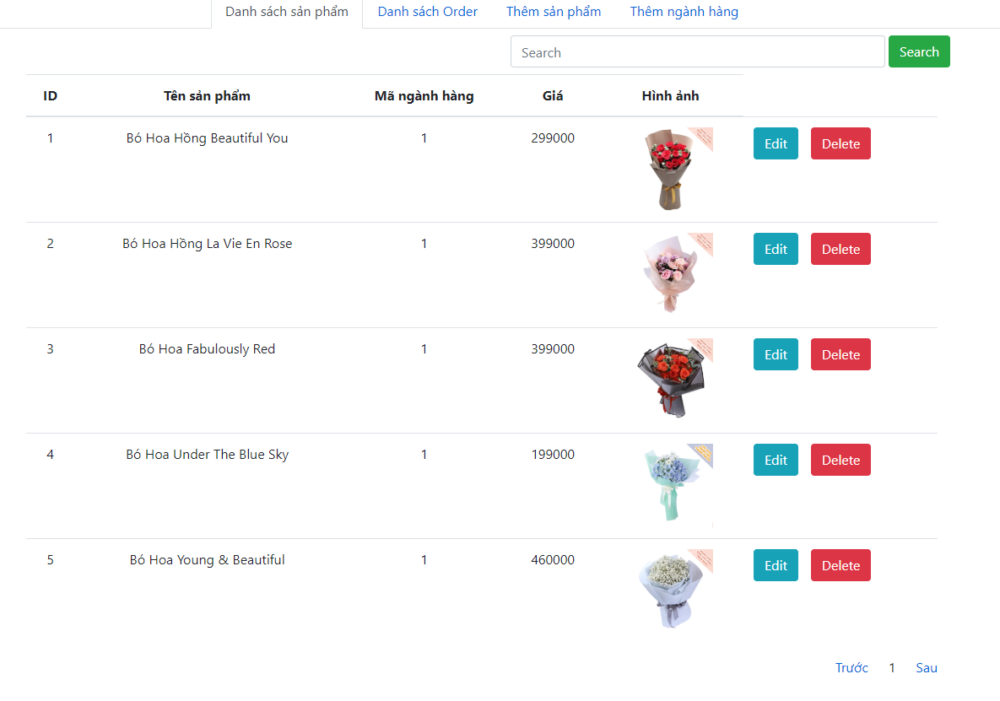 Danh sách sản phẩm Danh sách Order Thêm sản phẩm Thêm ngành hàng
Search Search
ID Tên sản phẩm Mã ngành hàng Giá Hình ảnh
1 Bó Hoa Hồng Beautiful You 1 299000 Edit Delete
2 Bó Hoa Hồng La Vie En Rose 1 399000 Edit Delete
3 Bó Hoa Fabulously Red 1 399000 Edit Delete
4 Bó Hoa Under The Blue Sky 1 199000 Edit Delete
5 Bó Hoa Young & Beautiful 1 460000 Edit Delete
Trước 1 Sau